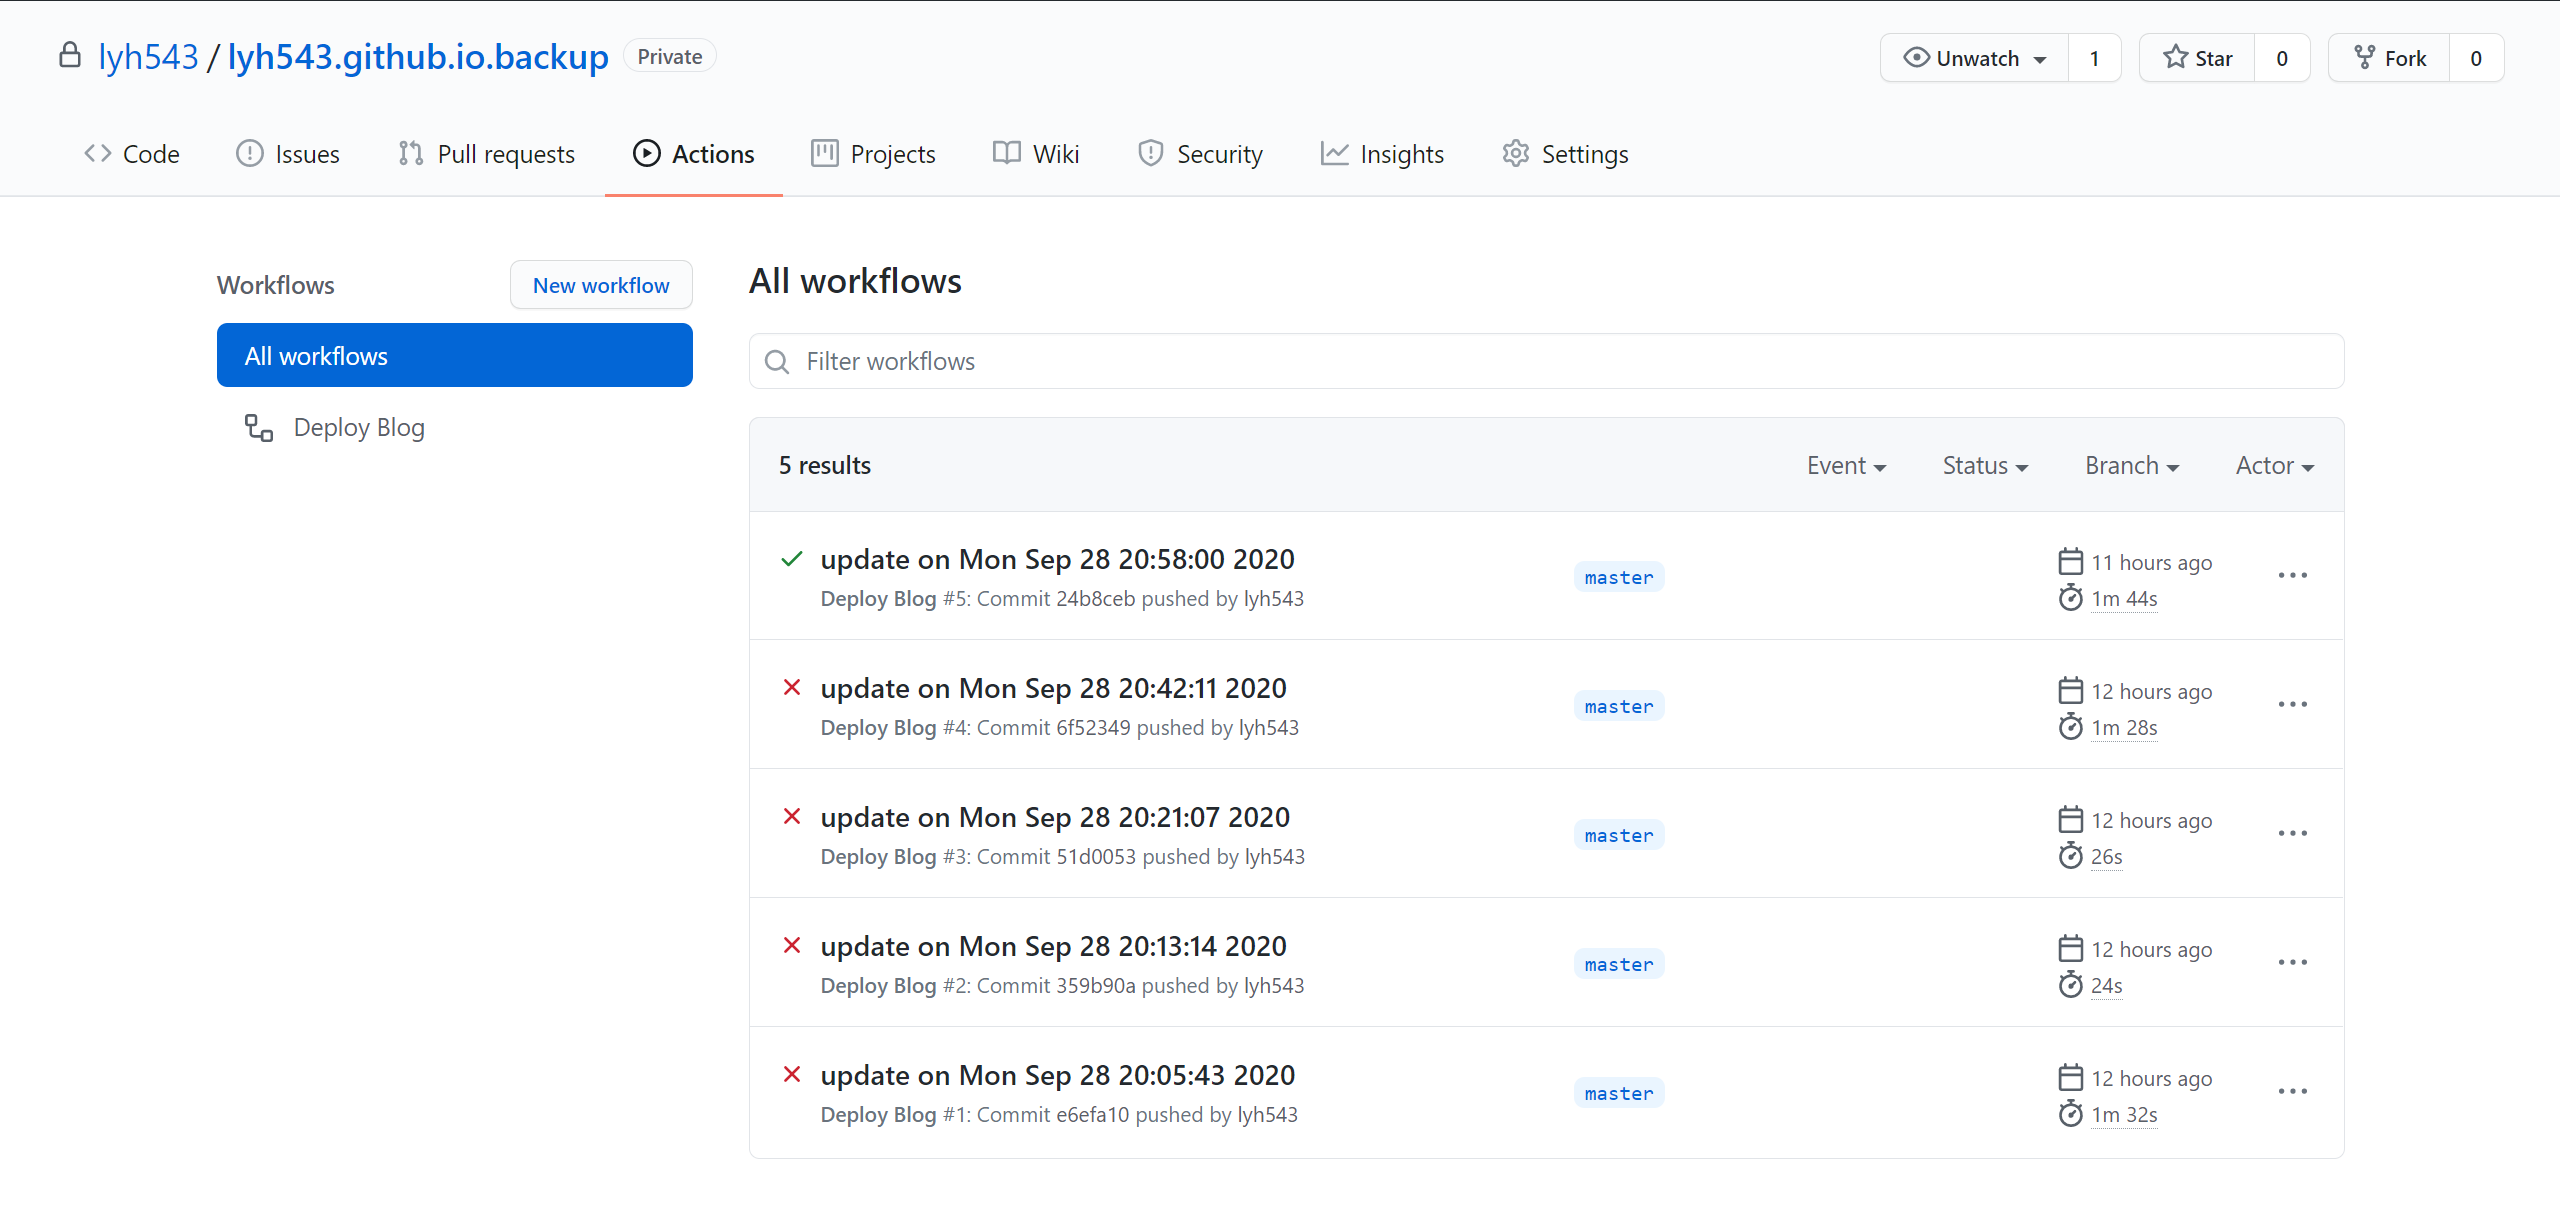 lyh543 / lyh543.github.io.backup Private
Unwatch 1 Star 0 Fork 0
Code Issues Pull requests Actions Projects Wiki Security Insights Settings
Workflows New workflow
All workflows
Deploy Blog
All workflows
Filter workflows
5 results Event Status Branch Actor
update on Mon Sep 28 20:58:00 2020
Deploy Blog #5: Commit 24b8ceb pushed by lyh543
master
11 hours ago
1m 44s
update on Mon Sep 28 20:42:11 2020
Deploy Blog #4: Commit 6f52349 pushed by lyh543
master
12 hours ago
1m 28s
update on Mon Sep 28 20:21:07 2020
Deploy Blog #3: Commit 51d0053 pushed by lyh543
master
12 hours ago
26s
update on Mon Sep 28 20:13:14 2020
Deploy Blog #2: Commit 359b90a pushed by lyh543
master
12 hours ago
24s
update on Mon Sep 28 20:05:43 2020
Deploy Blog #1: Commit e6efa10 pushed by lyh543
master
12 hours ago
1m 32s